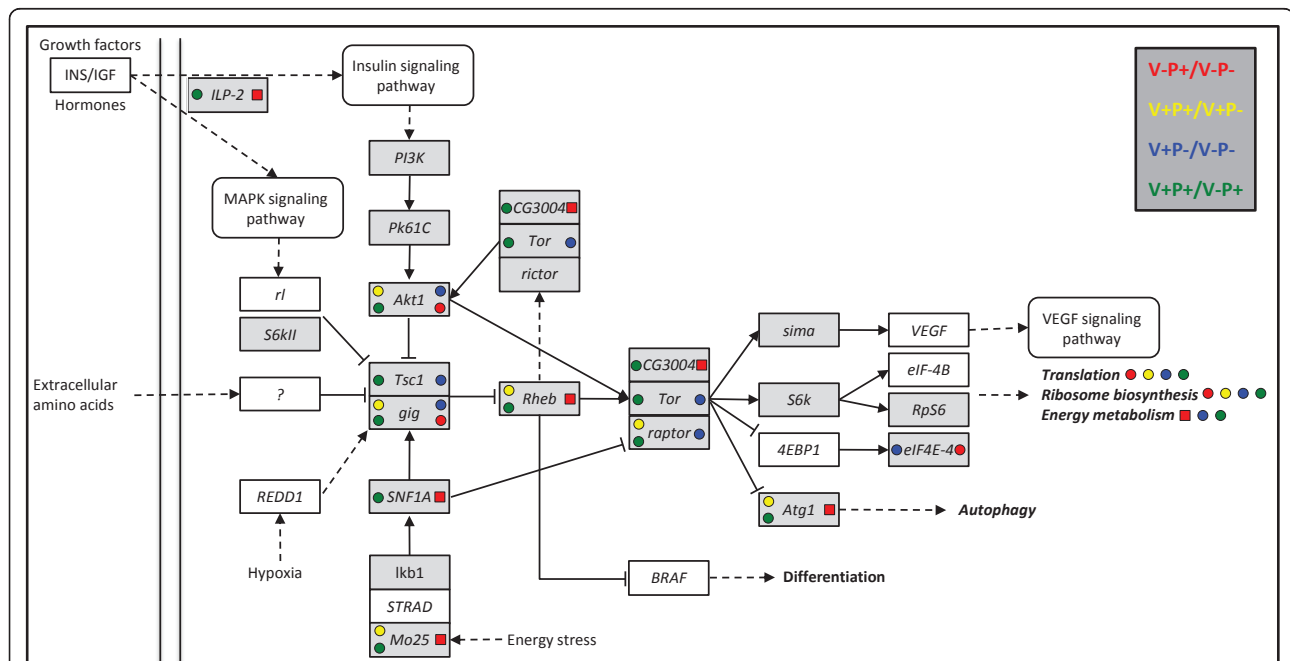 Growth factors
INS/IGF
Hormones
ILP-2
Insulin signaling
pathway
V-P+/V-P-
V+P+/V+P-
V+P-/V-P-
V+P+/V-P+
PI3K
MAPK signaling
pathway
Pk61C
CG3004
Tor
rictor
rl
S6kII
Akt1
sima
VEGF
VEGF signaling
pathway
Extracellular
amino acids
?
Tsc1
gig
Rheb
CG3004
Tor
raptor
S6k
eIF-4B
RpS6
4EBP1
eIF4E-4
Translation
Ribosome biosynthesis
Energy metabolism
REDD1
SNF1A
Atg1
Autophagy
Hypoxia
lkb1
STRAD
Mo25
Energy stress
BRAF
Differentiation